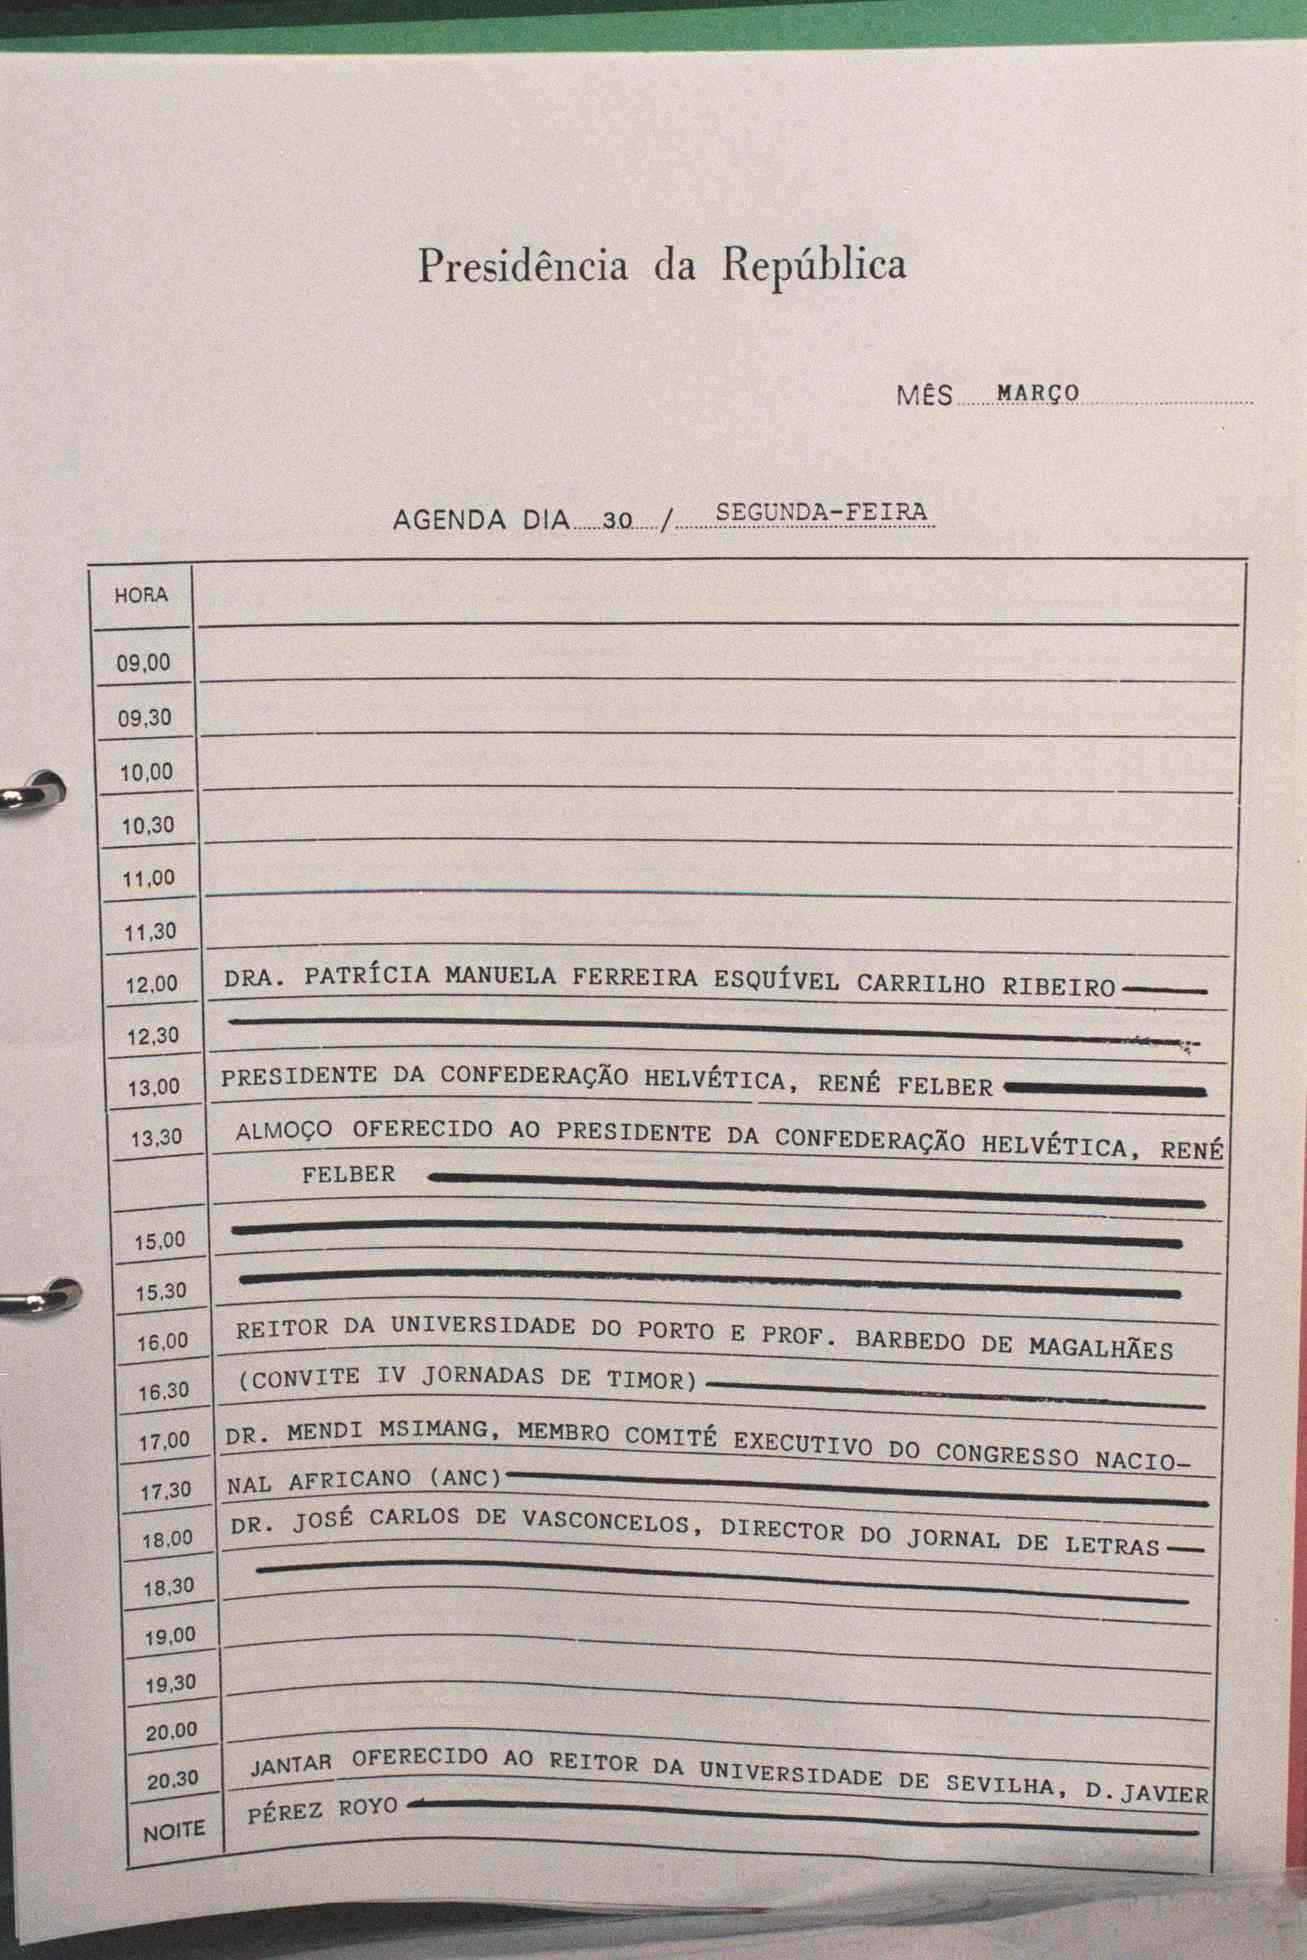 Presidência da República
MÊS MARÇO
AGENDA DIA 30 / SEGUNDA-FEIRA
HORA
09,00
09,30
10,00
10,30
11,00
11,30
12,00 DRA. PATRÍCIA MANUELA FERREIRA ESQUÍVEL CARRILHO RIBEIRO
12,30
13,00 PRESIDENTE DA CONFEDERAÇÃO HELVÉTICA, RENÉ FELBER
13,30 ALMOÇO OFERECIDO AO PRESIDENTE DA CONFEDERAÇÃO HELVÉTICA, RENÉ
FELBER
15,00
15,30
16,00 REITOR DA UNIVERSIDADE DO PORTO E PROF. BARBEDO DE MAGALHÃES
16,30 (CONVITE IV JORNADAS DE TIMOR)
17,00 DR. MENDI MSIMANG, MEMBRO COMITÉ EXECUTIVO DO CONGRESSO NACIO-
17,30 NAL AFRICANO (ANC)
18,00 DR. JOSÉ CARLOS DE VASCONCELOS, DIRECTOR DO JORNAL DE LETRAS
18,30
19,00
19,30
20,00
20,30 JANTAR OFERECIDO AO REITOR DA UNIVERSIDADE DE SEVILHA, D.JAVIER
NOITE PÉREZ ROYO